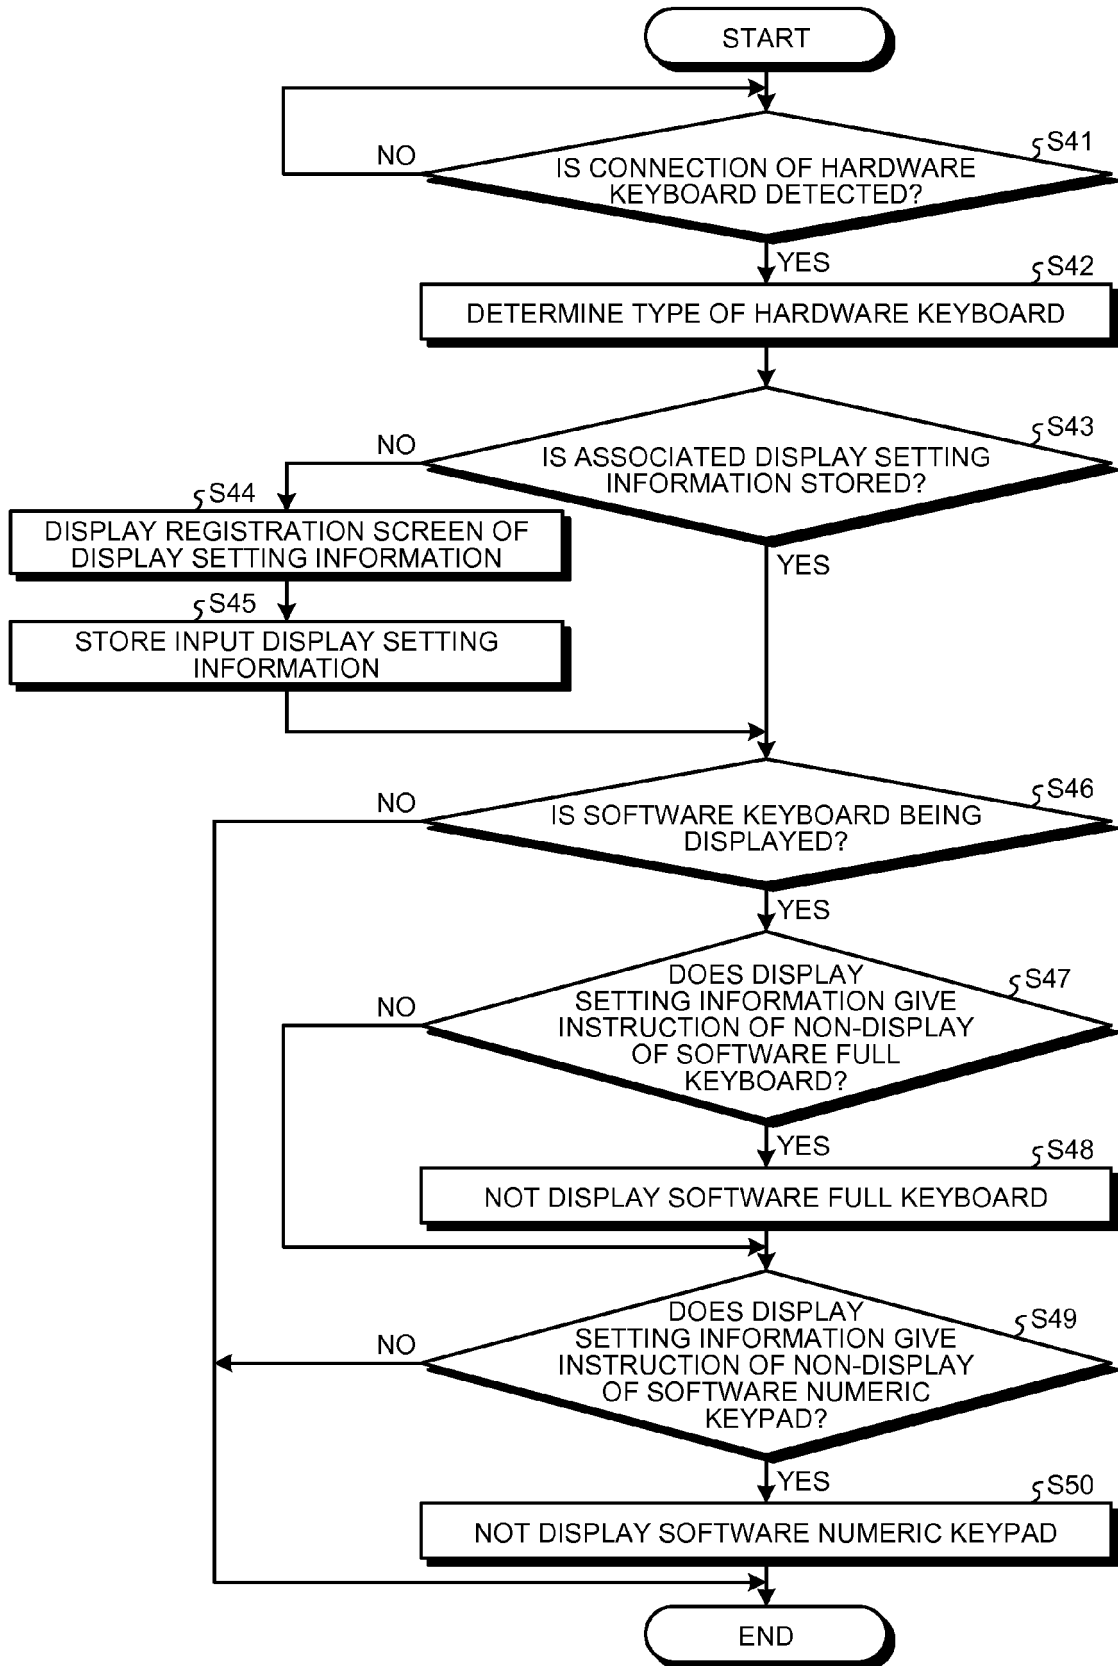 START
S41
NO
IS CONNECTION OF HARDWARE
KEYBOARD DETECTED?
YES
S42
DETERMINE TYPE OF HARDWARE KEYBOARD
S43
NO
IS ASSOCIATED DISPLAY SETTING
INFORMATION STORED?
S44
DISPLAY REGISTRATION SCREEN OF
DISPLAY SETTING INFORMATION
YES
S45
STORE INPUT DISPLAY SETTING
INFORMATION
S46
NO
IS SOFTWARE KEYBOARD BEING
DISPLAYED?
YES
S47
DOES DISPLAY
SETTING INFORMATION GIVE
INSTRUCTION OF NON-DISPLAY
OF SOFTWARE FULL
KEYBOARD?
NO
YES
S48
NOT DISPLAY SOFTWARE FULL KEYBOARD
S49
DOES DISPLAY
SETTING INFORMATION GIVE
INSTRUCTION OF NON-DISPLAY
OF SOFTWARE NUMERIC
KEYPAD?
NO
YES
S50
NOT DISPLAY SOFTWARE NUMERIC KEYPAD
END